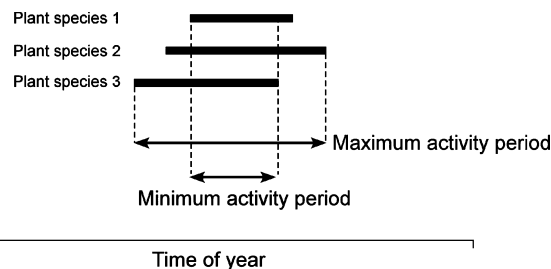 Plant species 1
Plant species 2
Plant species 3
Maximum activity period
Minimum activity period
Time of year